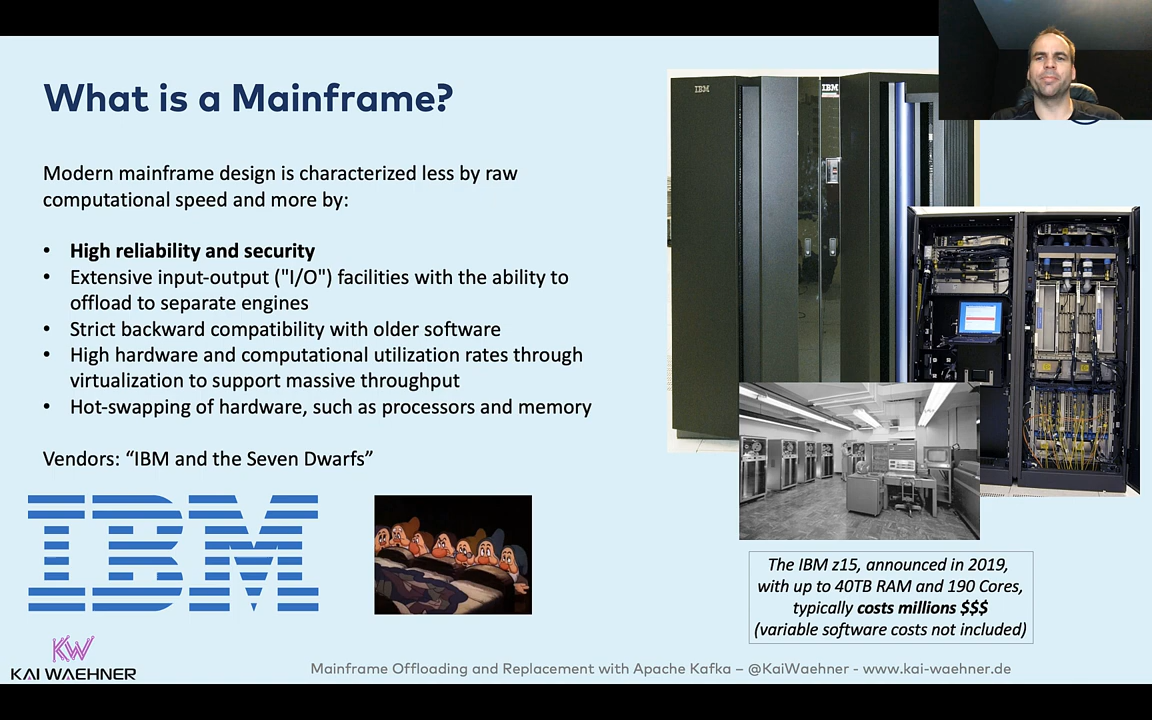 What is a Mainframe?
Modern mainframe design is characterized less by raw
computational speed and more by:
• High reliability and security
• Extensive input-output ("I/O") facilities with the ability to
offload to separate engines
• Strict backward compatibility with older software
• High hardware and computational utilization rates through
virtualization to support massive throughput
• Hot-swapping of hardware, such as processors and memory
Vendors: “IBM and the Seven Dwarfs”
IBM
IBM
IBM
The IBM z15, announced in 2019,
with up to 40TB RAM and 190 Cores,
typically costs millions $$$
(variable software costs not included)
KW
KAI WAEHNER
Mainframe Offloading and Replacement with Apache Kafka – @KaiWaehner - www.kai-waehner.de